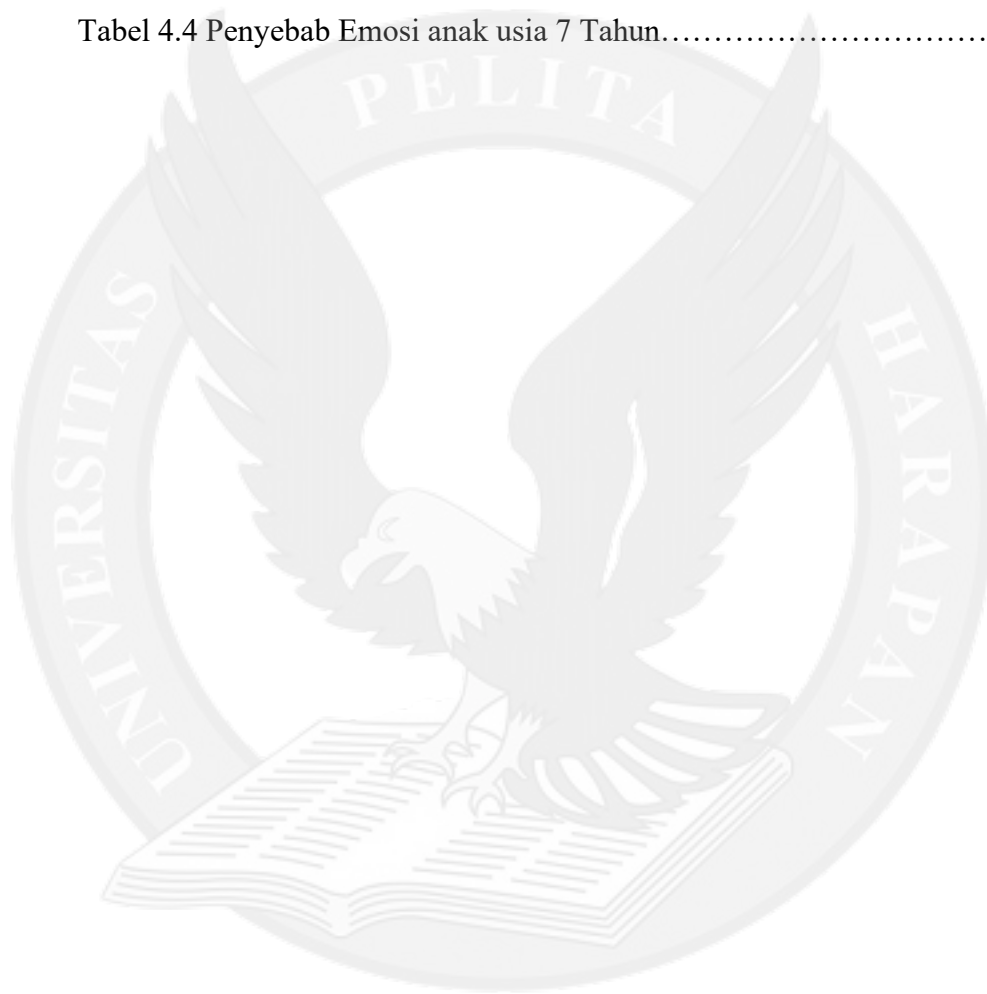 Tabel 4.4 Penyebab Emosi anak usia 7 Tahun……………………………
UNIVERSITAS PELITA HARAPAN